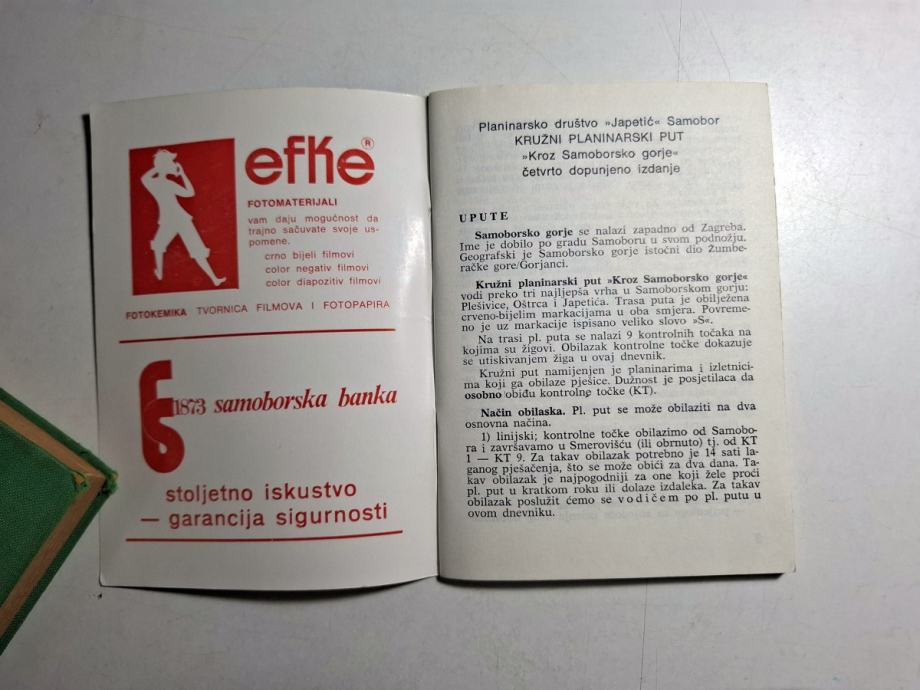 efke®
FOTOMATERIJALI
vam daju mogućnost da
trajno sačuvate svoje us-
pomene.
crno bijeli filmovi
color negativ filmovi
color diapozitiv filmovi
FOTOKEMIKA TVORNICA FILMOVA I FOTOPAPIRA
1873 samoborska banka
stoljetno iskustvo
— garancija sigurnosti
Planinarsko društvo »Japetić« Samobor
KRUŽNI PLANINARSKI PUT
»Kroz Samoborsko gorje«
četvrto dopunjeno izdanje
UPUTE
Samoborsko gorje se nalazi zapadno od Zagreba.
Ime je dobilo po gradu Samoboru u svom podnožju.
Geografski je Samoborsko gorje istočni dio Žumbe-
račke gore/Gorjanci.
Kružni planinarski put »Kroz Samoborsko gorje«
vodi preko tri najljepša vrha u Samoborskom gorju:
Plešivice, Oštrca i Japetića. Trasa puta je obilježena
crveno-bijelim markacijama u oba smjera. Povreme-
no je uz markacije ispisano veliko slovo »S«.
Na trasi pl. puta se nalazi 9 kontrolnih točaka na
kojima su žigovi. Obilazak kontrolne točke dokazuje
se utiskivanjem žiga u ovaj dnevnik.
Kružni put namijenjen je planinarima i izletnici-
ma koji ga obilaze pješice. Dužnost je posjetilaca da
osobno obiđu kontrolne točke (KT).
Način obilaska. Pl. put se može obilaziti na dva
osnovna načina.
1) linijski; kontrolne točke obilazimo od Samobo-
ra i završavamo u Smerovišću (ili obrnuto) tj. od KT
1 — KT 9. Za takav obilazak potrebno je 14 sati la-
ganog pješačenja, što se može obići za dva dana. Ta-
kav obilazak je najpogodniji za one koji žele proći
pl. put u kratkom roku ili dolaze izdaleka. Za takav
obilazak poslužit ćemo se vodičem po pl. putu u
ovom dnevniku.